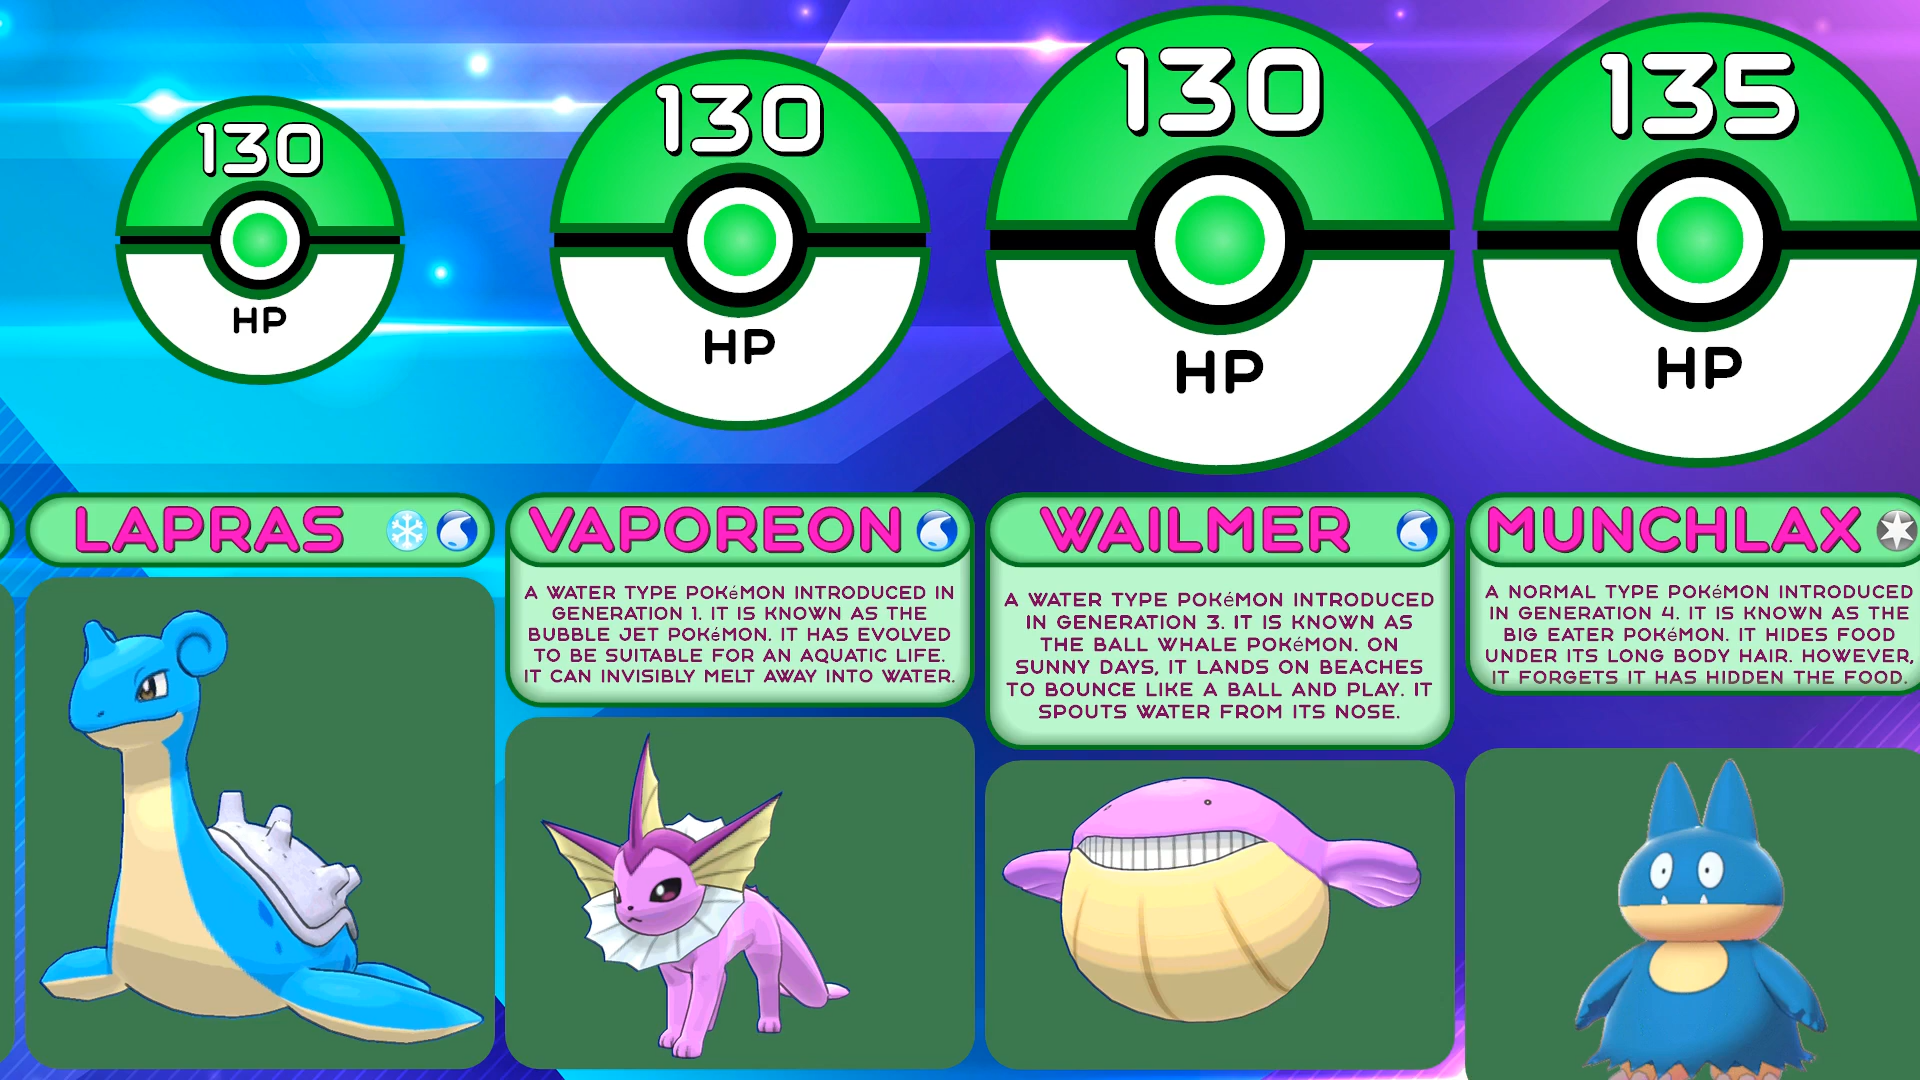 130
HP
LAPRAS
130
HP
VAPOREON
A WATER TYPE POKéMON INTRODUCED IN
GENERATION 1. IT IS KNOWN AS THE
BUBBLE JET POKéMON. IT HAS EVOLVED
TO BE SUITABLE FOR AN AQUATIC LIFE.
IT CAN INVISIBLY MELT AWAY INTO WATER.
130
HP
WAILMER
A WATER TYPE POKéMON INTRODUCED
IN GENERATION 3. IT IS KNOWN AS
THE BALL WHALE POKéMON. ON
SUNNY DAYS, IT LANDS ON BEACHES
TO BOUNCE LIKE A BALL AND PLAY. IT
SPOUTS WATER FROM ITS NOSE.
135
HP
MUNCHLAX
A NORMAL TYPE POKéMON INTRODUCED
IN GENERATION 4. IT IS KNOWN AS THE
BIG EATER POKéMON. IT HIDES FOOD
UNDER ITS LONG BODY HAIR. HOWEVER,
IT FORGETS IT HAS HIDDEN THE FOOD.